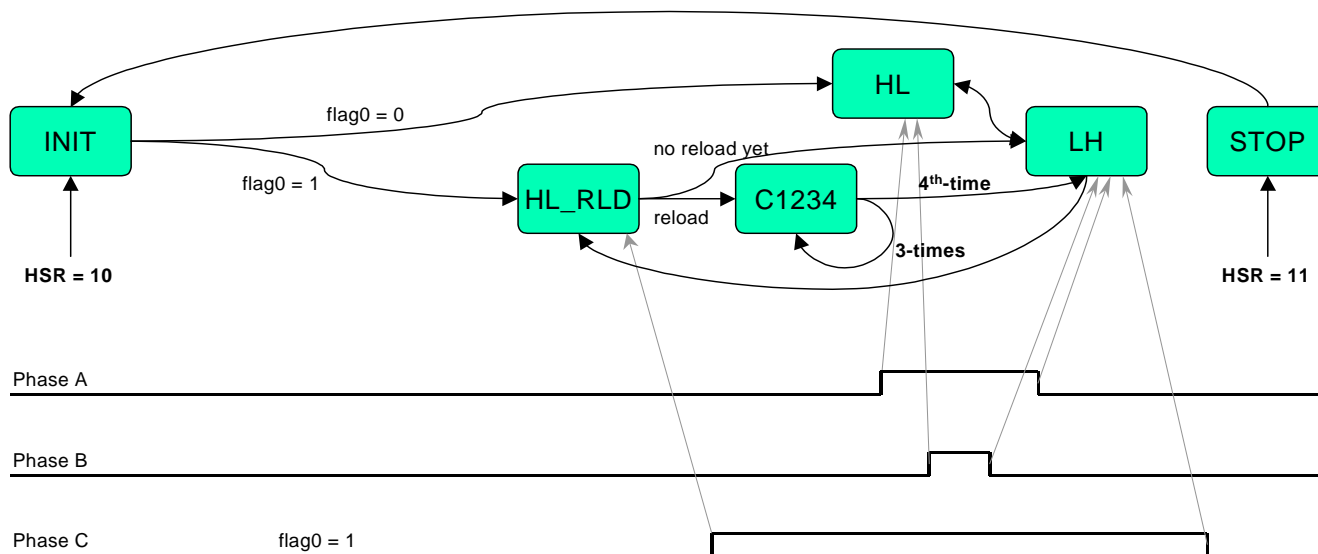 HL
flag0 = 0
INIT
LH
STOP
no reload yet
flag0 = 1
4th-time
HL_RLD
C1234
reload
3-times
HSR = 10
HSR = 11
Phase A
Phase B
Phase C flag0 = 1